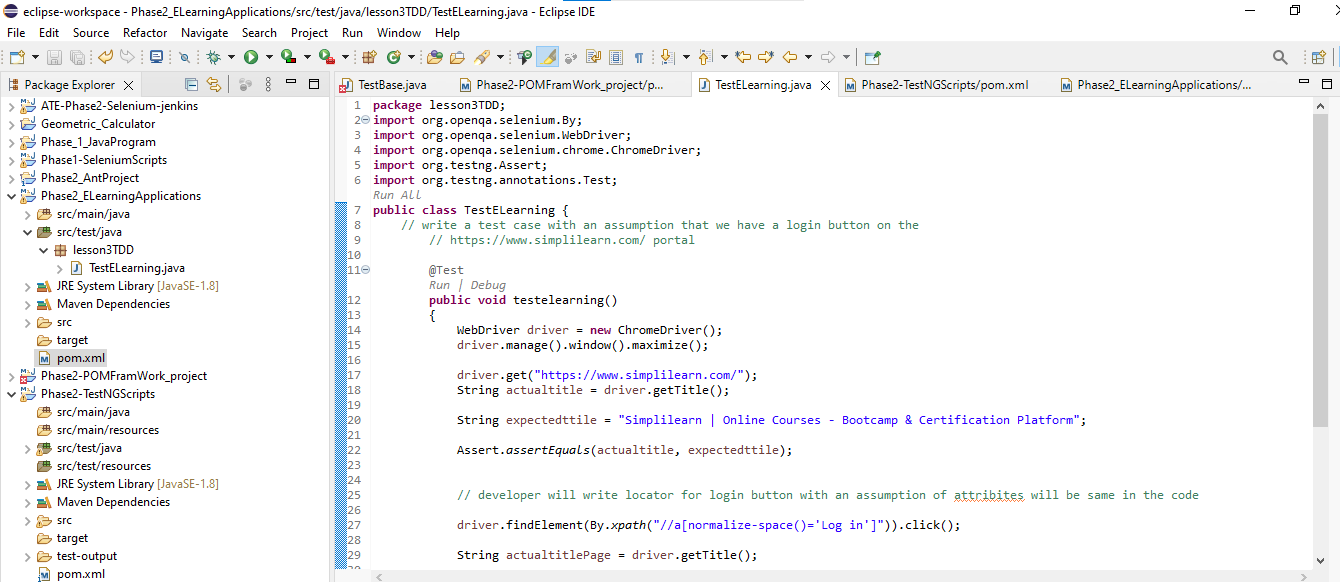 eclipse-workspace - Phase2_ELearningApplications/src/test/java/lesson3TDD/TestELearning.java - Eclipse IDE
File Edit Source Refactor Navigate Search Project Run Window Help
Package Explorer
ATE-Phase2-Selenium-jenkins
Geometric_Calculator
Phase_1_JavaProgram
Phase1-SeleniumScripts
Phase2_AntProject
Phase2_ELearningApplications
src/main/java
src/test/java
lesson3TDD
TestELearning.java
JRE System Library [JavaSE-1.8]
Maven Dependencies
src
target
pom.xml
Phase2-POMFramWork_project
Phase2-TestNGScripts
src/main/java
src/main/resources
src/test/java
src/test/resources
JRE System Library [JavaSE-1.8]
Maven Dependencies
src
target
test-output
pom.xml
TestBase.java Phase2-POMFramWork_project/p... TestELearning.java Phase2-TestNGScripts/pom.xml Phase2_ELearningApplications/...
1 package lesson3TDD;
2 import org.openqa.selenium.By;
3 import org.openqa.selenium.WebDriver;
4 import org.openqa.selenium.chrome.ChromeDriver;
5 import org.testng.Assert;
6 import org.testng.annotations.Test;
Run All
7 public class TestELearning {
8 // write a test case with an assumption that we have a login button on the
9 // https://www.simplilearn.com/ portal
10
11 @Test
Run | Debug
12 public void testelearning()
13 {
14 WebDriver driver = new ChromeDriver();
15 driver.manage().window().maximize();
16
17 driver.get("https://www.simplilearn.com/");
18 String actualtitle = driver.getTitle();
19
20 String expectedttile = "Simplilearn | Online Courses - Bootcamp & Certification Platform";
21
22 Assert.assertEquals(actualtitle, expectedttile);
23
24
25 // developer will write locator for login button with an assumption of attribites will be same in the code
26
27 driver.findElement(By.xpath("//a[normalize-space()='Log in']")).click();
28
29 String actualtitlePage = driver.getTitle();